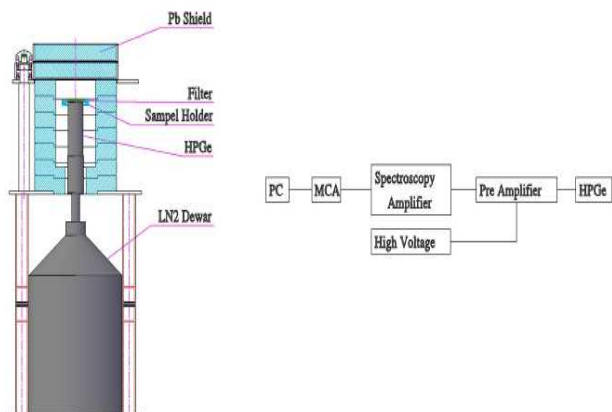 Pb Shield
Filter
Sampel Holder
HPGe
LN2 Dewar
PC
MCA
Spectroscopy
Amplifier
Pre Amplifier
HPGe
High Voltage